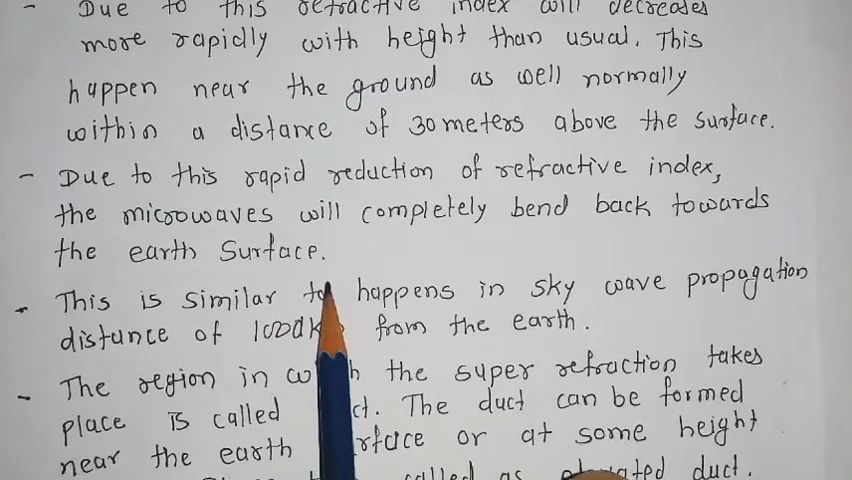 - Due to this refractive index will decreases
more rapidly with height than usual. This
happen near the ground as well normally
within a distance of 30 meters above the surface.
- Due to this rapid reduction of refractive index,
the microwaves will completely bend back towards
the earth surface.
- This is similar to happens in sky wave propagation
distance of from the earth.
- The region in the super refraction takes
place is called The duct can be formed
near the earth or at some height
called as duct.